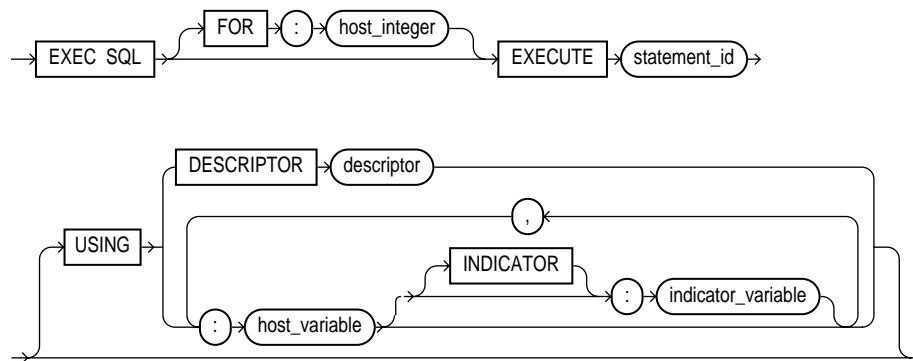 FOR : host_integer
EXEC SQL EXECUTE statement_id
DESCRIPTOR descriptor
,
USING INDICATOR
: host_variable : indicator_variable